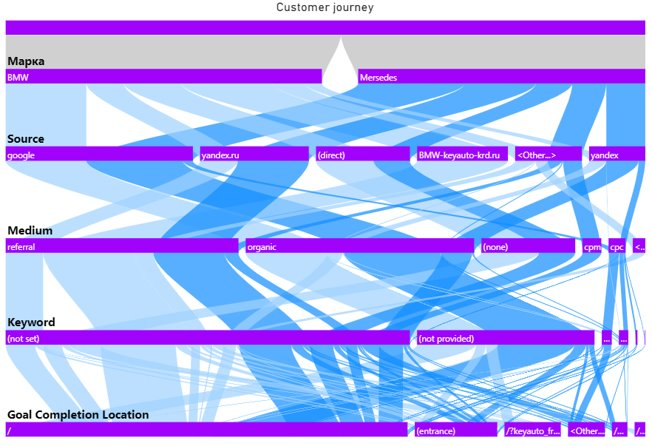 Customer journey
Марка
BMW Mersedes
Source
google yandex.ru (direct) BMW-keyauto-krd.ru <Other...> yandex
Medium
referral organic (none) cpm cpc <..
Keyword
(not set) (not provided) ... ...
Goal Completion Location
/ (entrance) /?keyauto_fr... <Other... /... /...